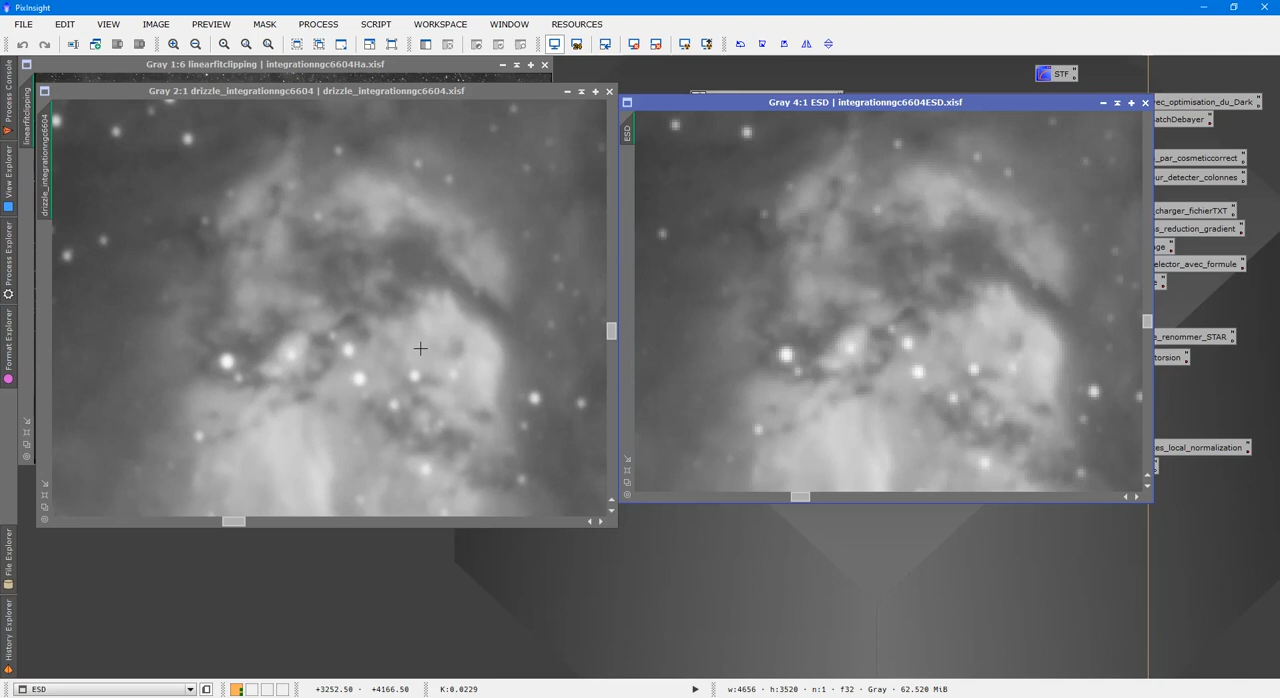 PixInsight
FILE EDIT VIEW IMAGE PREVIEW MASK PROCESS SCRIPT WORKSPACE WINDOW RESOURCES
Gray 1:6 linearfitclipping | integrationngc6604Ha.xisf
STF
Gray 2:1 drizzle_integrationngc6604 | drizzle_integrationngc6604.xisf
Gray 4:1 ESD | integrationngc6604ESD.xisf
Process Console
View Explorer
Process Explorer
Format Explorer
File Explorer
History Explorer
linearfitclipping
drizzle_integrationngc6604
ESD
vec_optimisation_du_Dark
atchDebayer
_par_cosmeticcorrect
ur_detecter_colonnes
charger_fichierTXT
s_reduction_gradient
age
elector_avec_formule
e_renommer_STAR
torsion
es_local_normalization
ESD +3252.50 · +4166.50 K:0.0229 w:4656 · h:3520 · n:1 · f32 · Gray · 62.520 MiB